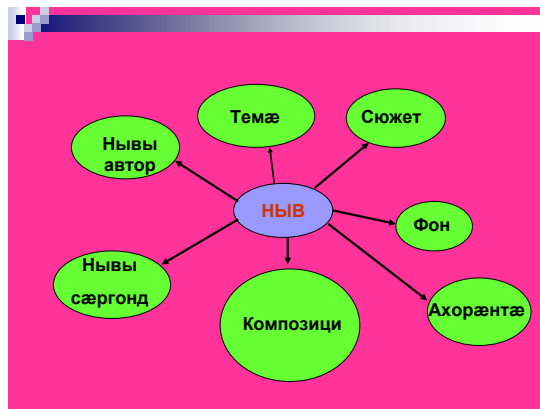 Темæ
Сюжет
Нывы
автор
НЫВ
Фон
Нывы
сæргонд
Композици
Ахорæнтæ